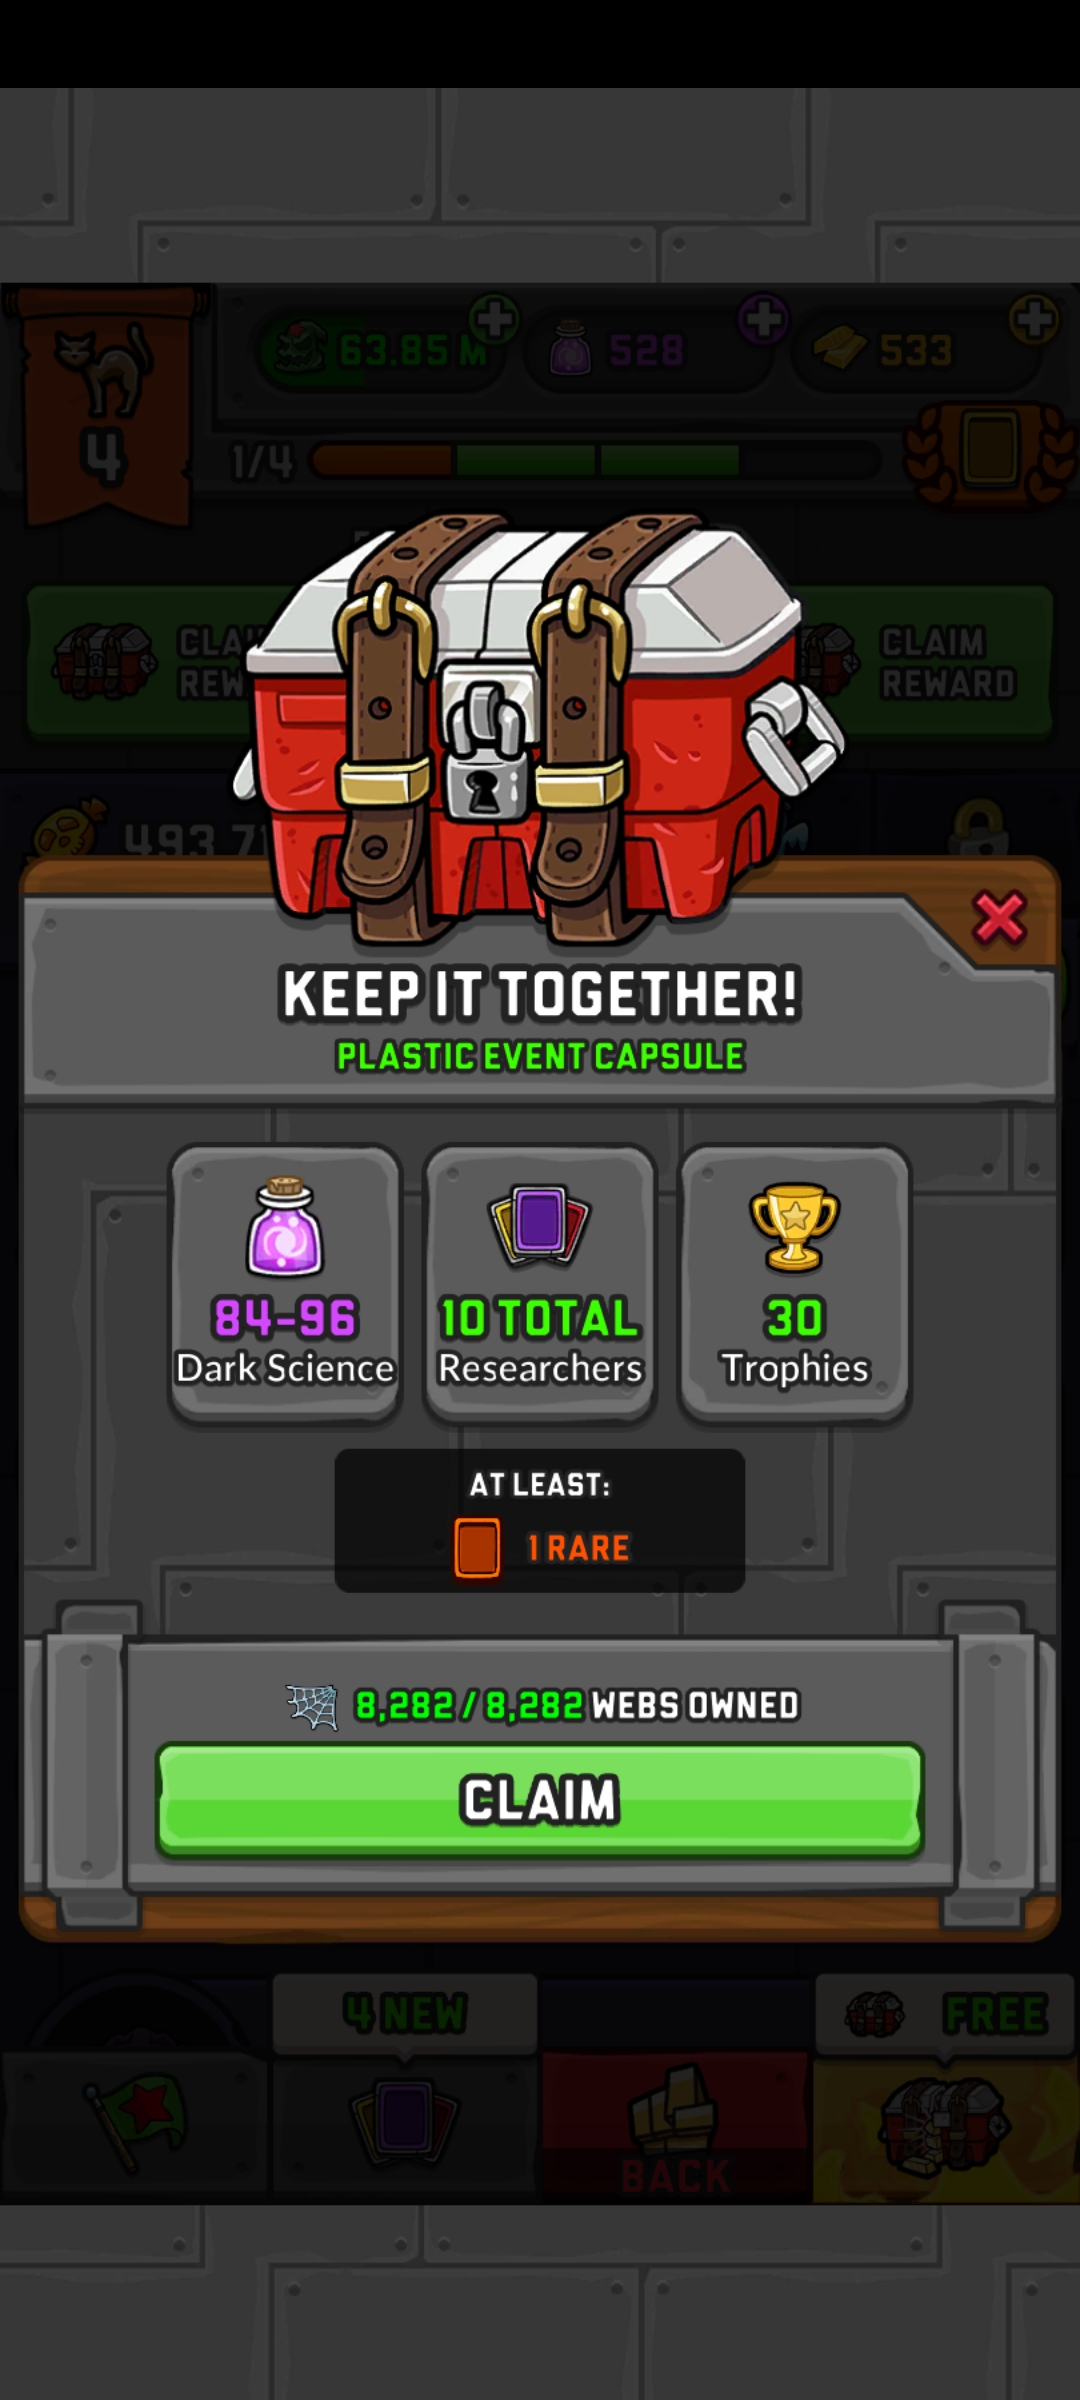 63.85 M
528
533
4
1/4
CLAIM
REWARD
KEEP IT TOGETHER!
PLASTIC EVENT CAPSULE
84-96
Dark Science
10 TOTAL
Researchers
30
Trophies
AT LEAST:
1 RARE
8,282 / 8,282 WEBS OWNED
CLAIM
4 NEW
FREE
BACK